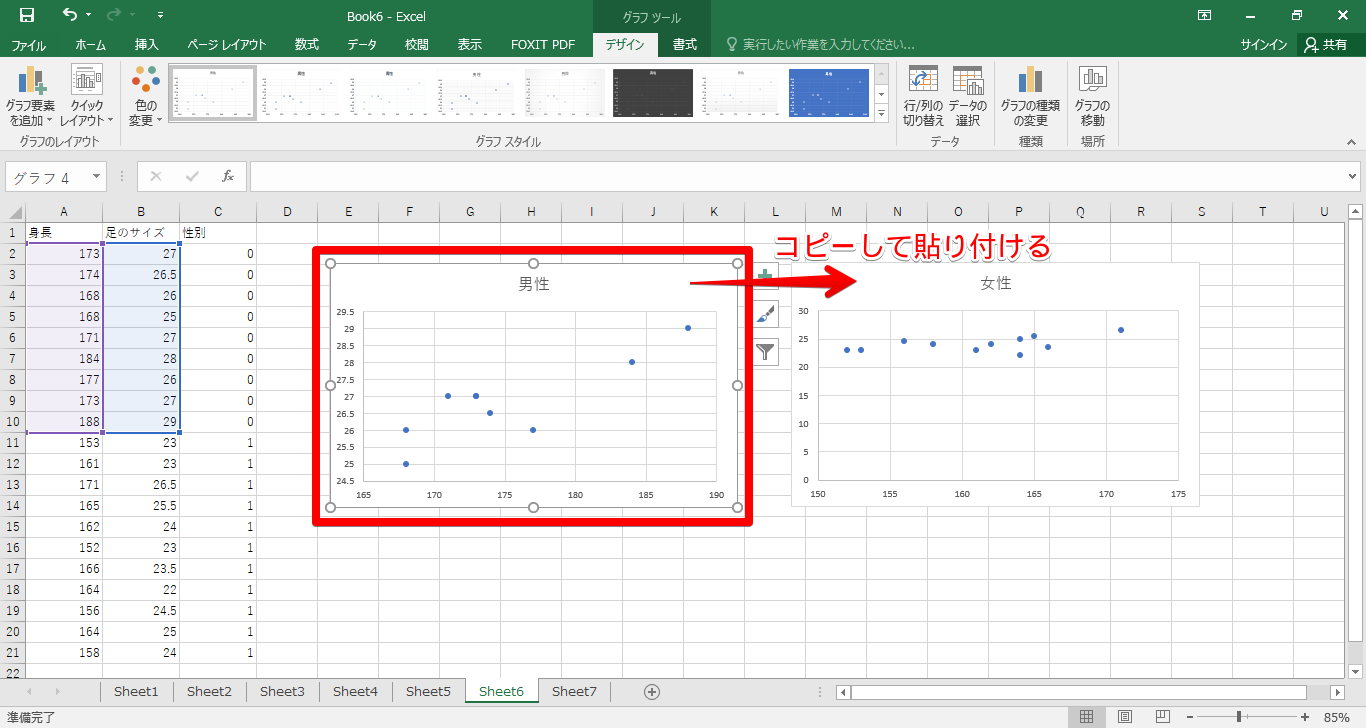 Book6 - Excel
グラフ ツール
ファイル ホーム 挿入 ページ レイアウト 数式 データ 校閲 表示 FOXIT PDF デザイン 書式 実行したい作業を入力してください... サインイン 共有
グラフ要素を追加 クイックレイアウト 色の変更 行/列の切り替え データの選択 グラフの種類の変更 グラフの移動
グラフのレイアウト グラフ スタイル データ 種類 場所
グラフ 4 fx
A B C D E F G H I J K L M N O P Q R S T U
1 身長 足のサイズ 性別
2 173 27 0
3 174 26.5 0
4 168 26 0
5 168 25 0
6 171 27 0
7 184 28 0
8 177 26 0
9 173 27 0
10 188 29 0
11 153 23 1
12 161 23 1
13 171 26.5 1
14 165 25.5 1
15 162 24 1
16 152 23 1
17 166 23.5 1
18 164 22 1
19 156 24.5 1
20 164 25 1
21 158 24 1
22
コピーして貼り付ける
男性
29.5
29
28.5
28
27.5
27
26.5
26
25.5
25
24.5
165 170 175 180 185 190
女性
30
25
20
15
10
5
0
150 155 160 165 170 175
Sheet1 Sheet2 Sheet3 Sheet4 Sheet5 Sheet6 Sheet7
準備完了 85%